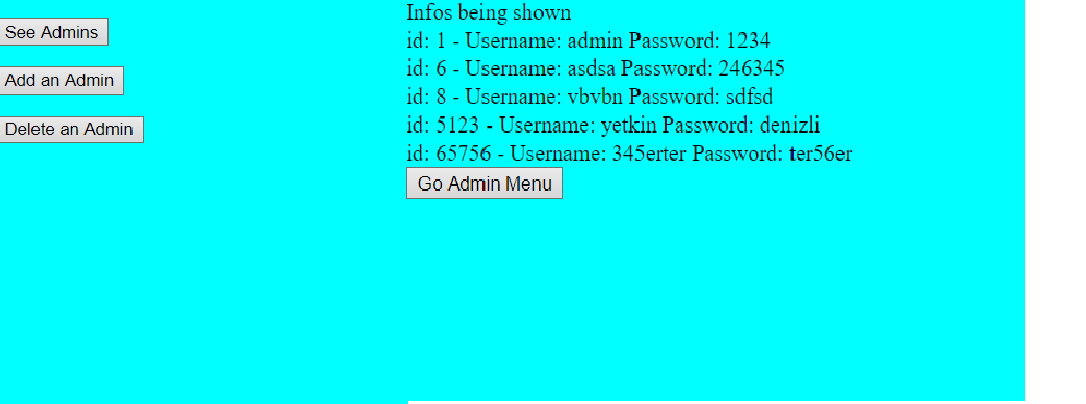 See Admins
Add an Admin
Delete an Admin
Infos being shown
id: 1 - Username: admin Password: 1234
id: 6 - Username: asdsa Password: 246345
id: 8 - Username: vbvbn Password: sdfsd
id: 5123 - Username: yetkin Password: denizli
id: 65756 - Username: 345erter Password: ter56er
Go Admin Menu